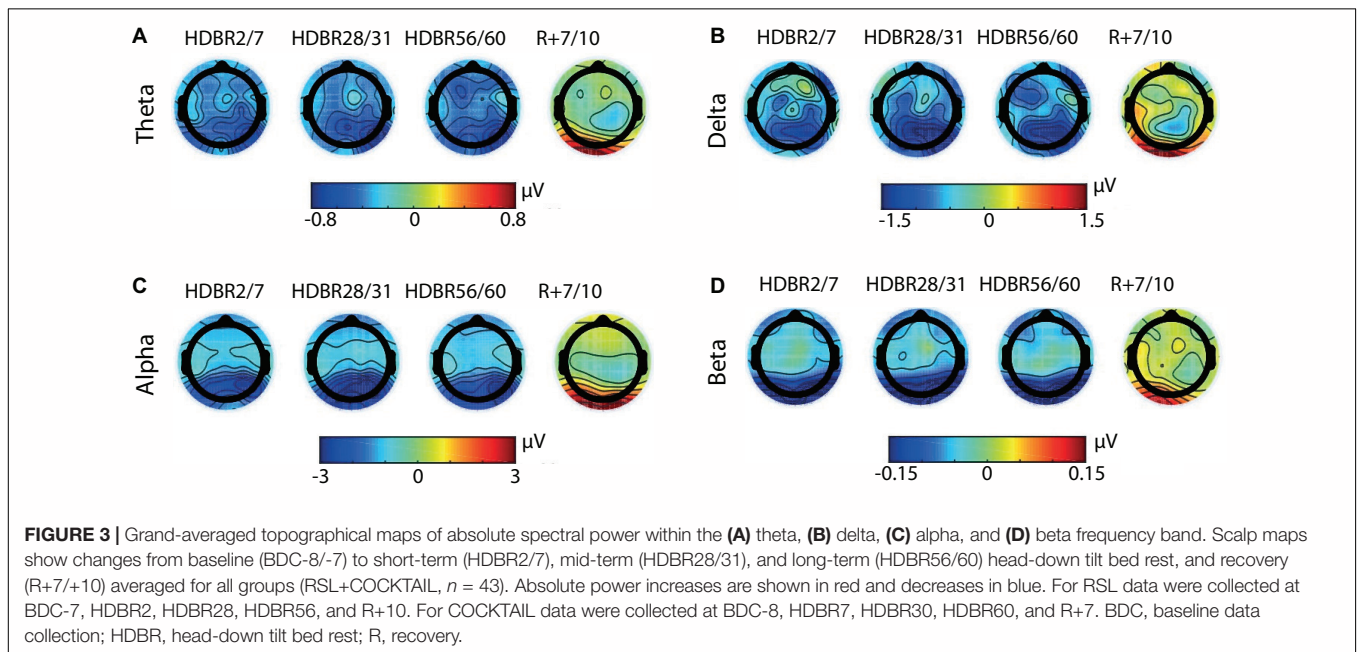 A
HDBR2/7 HDBR28/31 HDBR56/60 R+7/10
Theta
-0.8 0 0.8 μV
B
HDBR2/7 HDBR28/31 HDBR56/60 R+7/10
Delta
-1.5 0 1.5 μV
C
HDBR2/7 HDBR28/31 HDBR56/60 R+7/10
Alpha
-3 0 3 μV
D
HDBR2/7 HDBR28/31 HDBR56/60 R+7/10
Beta
-0.15 0 0.15 μV
FIGURE 3 | Grand-averaged topographical maps of absolute spectral power within the (A) theta, (B) delta, (C) alpha, and (D) beta frequency band. Scalp maps
show changes from baseline (BDC-8/-7) to short-term (HDBR2/7), mid-term (HDBR28/31), and long-term (HDBR56/60) head-down tilt bed rest, and recovery
(R+7/+10) averaged for all groups (RSL+COCKTAIL, n = 43). Absolute power increases are shown in red and decreases in blue. For RSL data were collected at
BDC-7, HDBR2, HDBR28, HDBR56, and R+10. For COCKTAIL data were collected at BDC-8, HDBR7, HDBR30, HDBR60, and R+7. BDC, baseline data
collection; HDBR, head-down tilt bed rest; R, recovery.